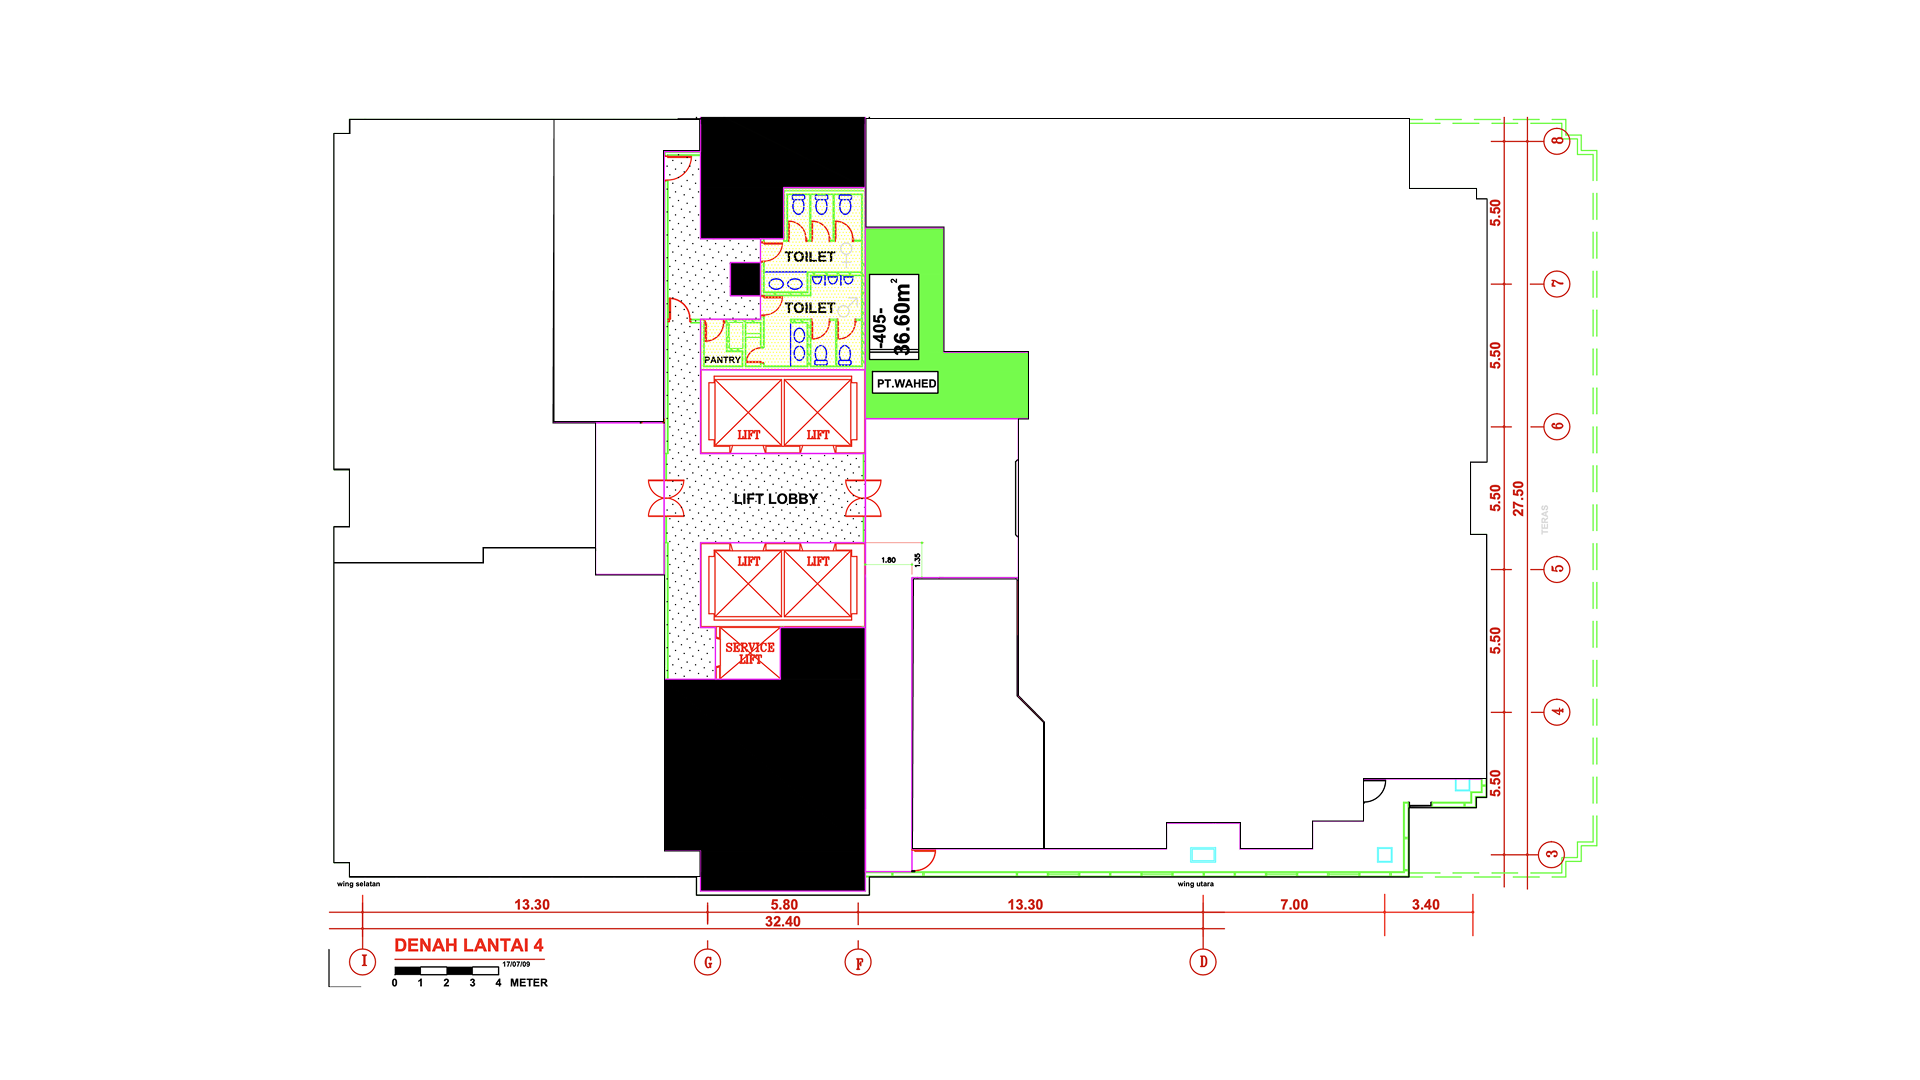 8
5.50
TOILET
7
TOILET
-405-
36.60m²
5.50
PANTRY
PT.WAHED
6
LIFT LIFT
5.50
27.50
TERAS
LIFT LOBBY
LIFT LIFT
1.80
1.35
5
SERVICE
LIFT
5.50
4
5.50
3
wing selatan
wing utara
13.30 5.80 13.30 7.00 3.40
32.40
DENAH LANTAI 4
17/07/09
I G F D
0 1 2 3 4 METER